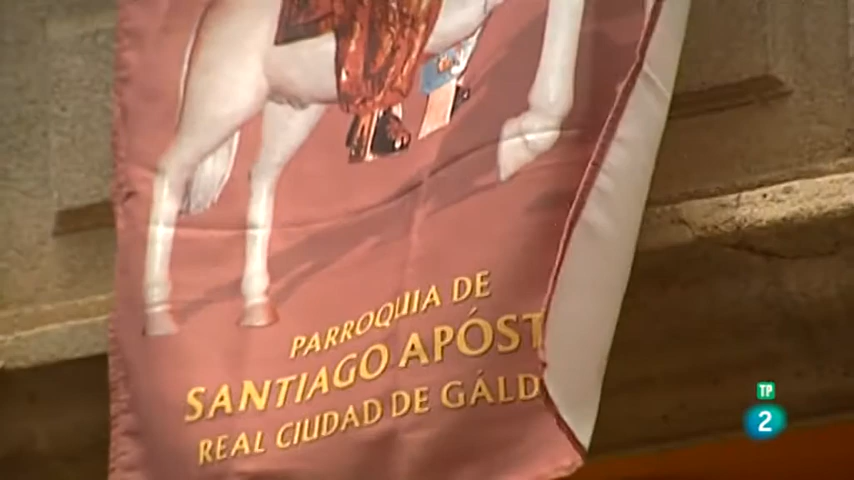 PARROQUIA DE
SANTIAGO APÓST
REAL CIUDAD DE GÁLD
TP
2